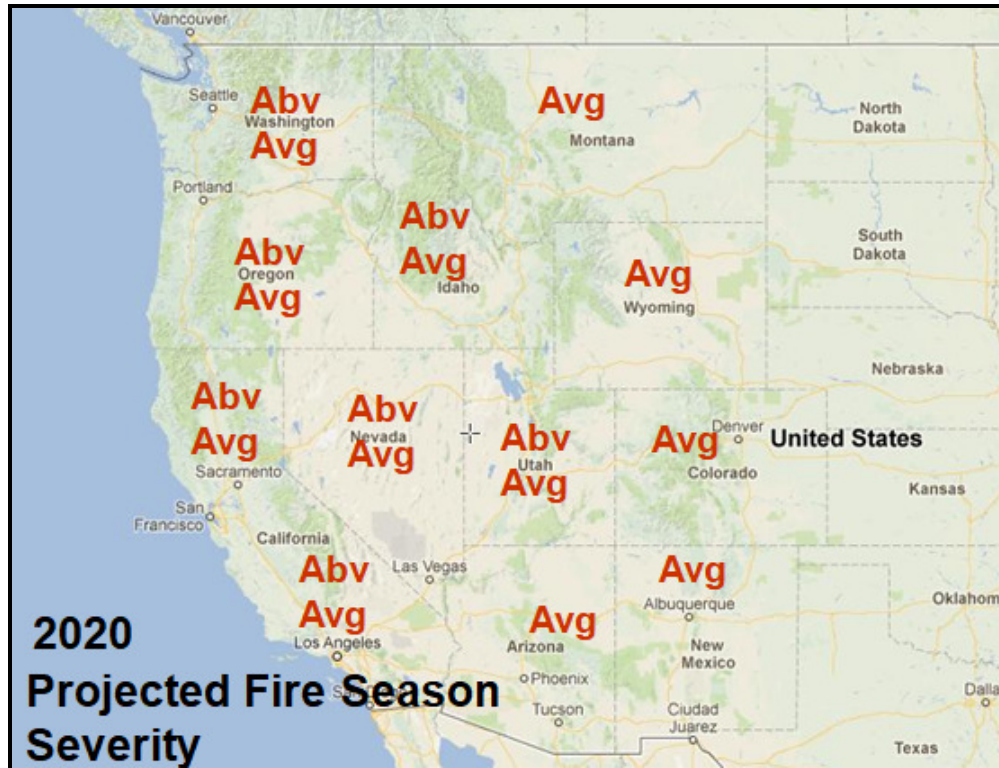 Vancouver
Seattle
Abv
Washington
Avg
Avg
Montana
North
Dakota
Portland
Abv
Avg
Idaho
Abv
Oregon
Avg
Avg
Wyoming
South
Dakota
Nebraska
Abv
Avg
Sacramento
Abv
Nevada
Avg
Abv
Utah
Avg
Avg
Denver
Colorado
United States
Kansas
San
Francisco
California
Las Vegas
Abv
Avg
Los Angeles
Avg
Arizona
Phoenix
Tucson
Avg
Albuquerque
New
Mexico
Ciudad
Juarez
Oklahom
Dalla
Texas
2020
Projected Fire Season
Severity